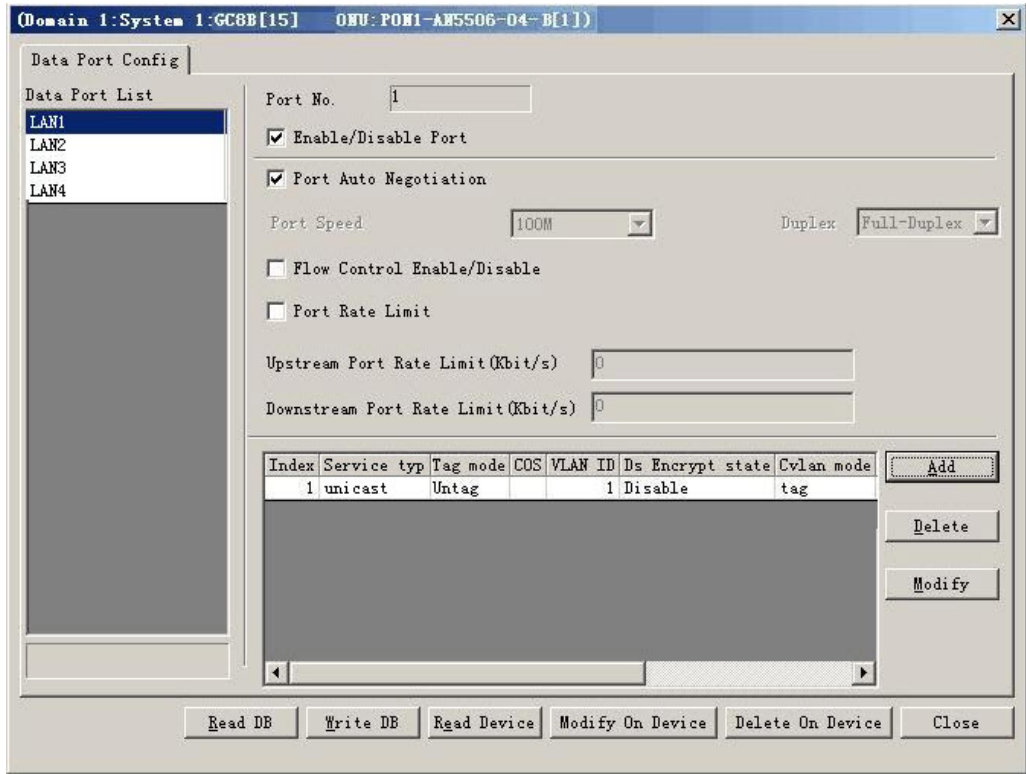 (Domain 1:System 1:GC8B[15] ONU:PON1-AN5506-04-B[1])
Data Port Config
Data Port List
LAN1
LAN2
LAN3
LAN4
Port No. 1
Enable/Disable Port
Port Auto Negotiation
Port Speed 100M Duplex Full-Duplex
Flow Control Enable/Disable
Port Rate Limit
Upstream Port Rate Limit(Kbit/s) 0
Downstream Port Rate Limit(Kbit/s) 0
Index Service typ Tag mode COS VLAN ID Ds Encrypt state Cvlan mode
1 unicast Untag 1 Disable tag
Add
Delete
Modify
Read DB Write DB Read Device Modify On Device Delete On Device Close